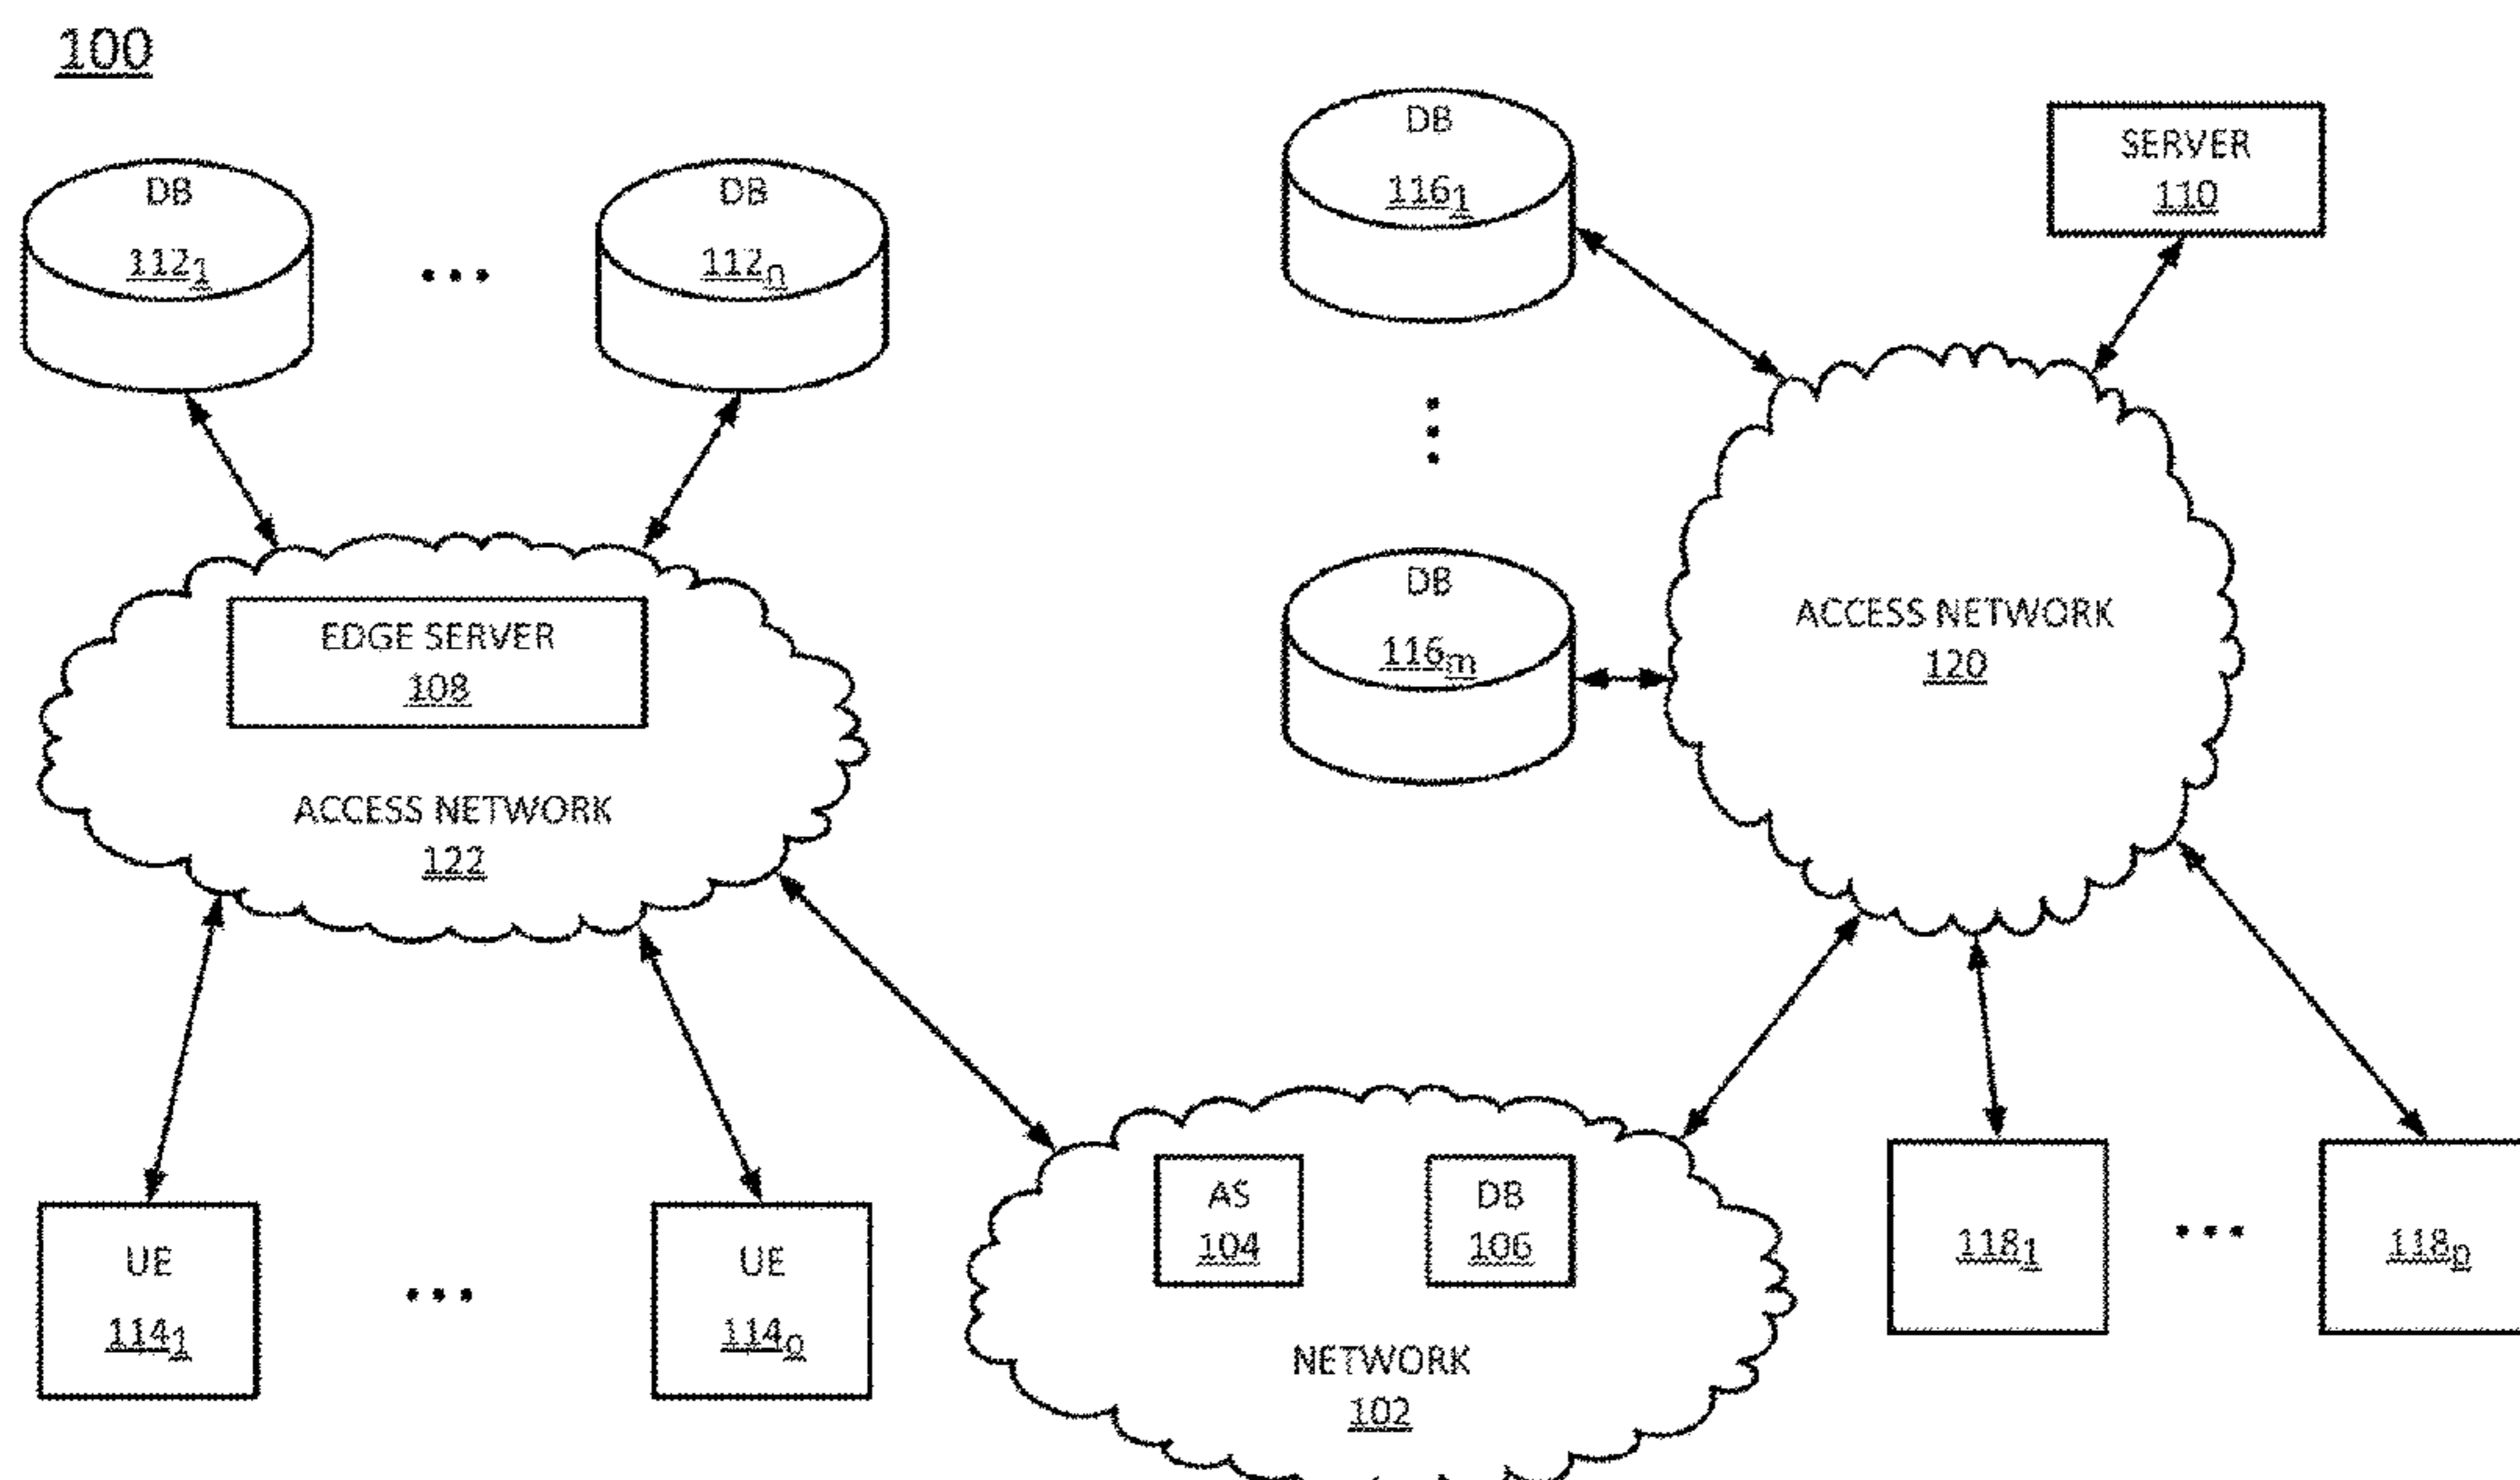 100
DB
112₁
DB
112ₙ
DB
116₁
SERVER
110
DB
116ₘ
ACCESS NETWORK
120
EDGE SERVER
108
ACCESS NETWORK
122
UE
114₁
UE
114ₒ
AS
104
DB
106
NETWORK
102
118₁
118ₚ